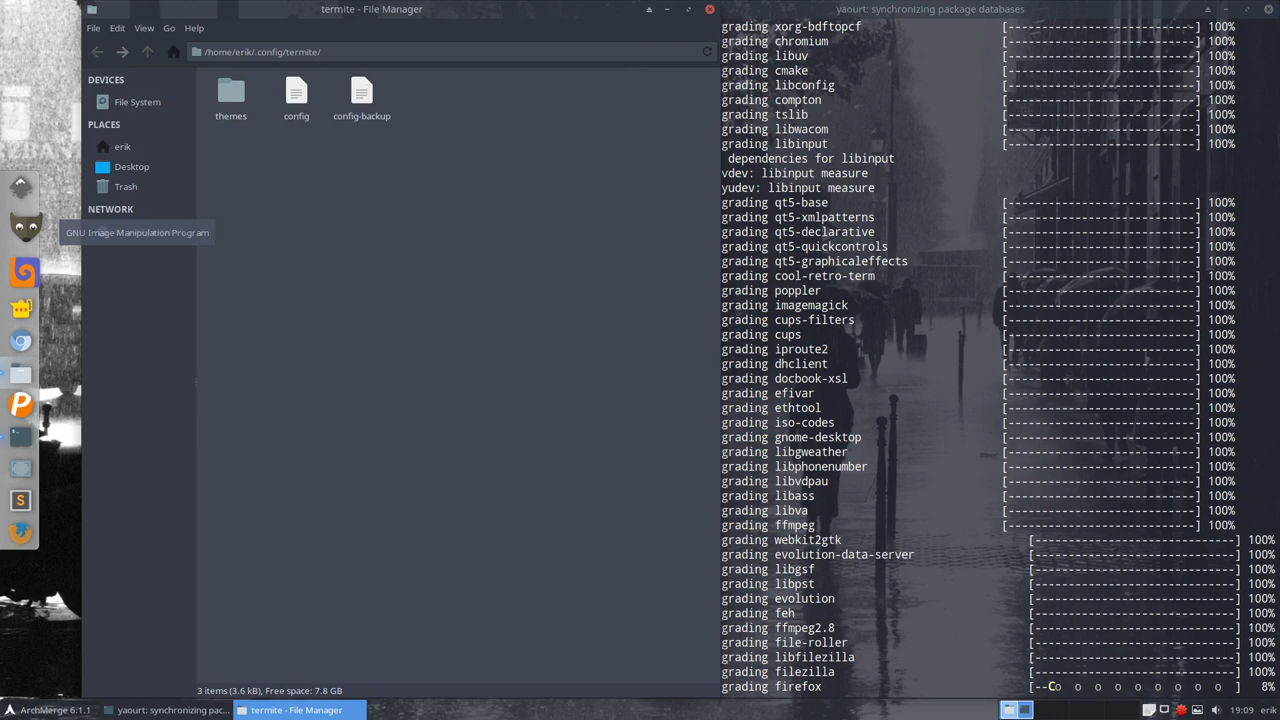 termite - File Manager
File Edit View Go Help
/home/erik/.config/termite/
DEVICES
File System
PLACES
erik
Desktop
Trash
NETWORK
GNU Image Manipulation Program
themes
config
config-backup
3 items (3.6 kB), Free space: 7.8 GB
yaourt: synchronizing package databases
grading xorg-bdftopcf [----------------------] 100%
grading chromium [----------------------] 100%
grading libuv [----------------------] 100%
grading cmake [----------------------] 100%
grading libconfig [----------------------] 100%
grading compton [----------------------] 100%
grading tslib [----------------------] 100%
grading libwacom [----------------------] 100%
grading libinput [----------------------] 100%
dependencies for libinput
vdev: libinput measure
yudev: libinput measure
grading qt5-base [----------------------] 100%
grading qt5-xmlpatterns [----------------------] 100%
grading qt5-declarative [----------------------] 100%
grading qt5-quickcontrols [----------------------] 100%
grading qt5-graphicaleffects [----------------------] 100%
grading cool-retro-term [----------------------] 100%
grading poppler [----------------------] 100%
grading imagemagick [----------------------] 100%
grading cups-filters [----------------------] 100%
grading cups [----------------------] 100%
grading iproute2 [----------------------] 100%
grading dhclient [----------------------] 100%
grading docbook-xsl [----------------------] 100%
grading efivar [----------------------] 100%
grading ethtool [----------------------] 100%
grading iso-codes [----------------------] 100%
grading gnome-desktop [----------------------] 100%
grading libgweather [----------------------] 100%
grading libphonenumber [----------------------] 100%
grading libvdpau [----------------------] 100%
grading libass [----------------------] 100%
grading libva [----------------------] 100%
grading ffmpeg [----------------------] 100%
grading webkit2gtk [----------------------] 100%
grading evolution-data-server [----------------------] 100%
grading libgsf [----------------------] 100%
grading libpst [----------------------] 100%
grading evolution [----------------------] 100%
grading feh [----------------------] 100%
grading ffmpeg2.8 [----------------------] 100%
grading file-roller [----------------------] 100%
grading libfilezilla [----------------------] 100%
grading filezilla [----------------------] 100%
grading firefox [--Co o o o o o o o o ] 8%
ArchMerge 6.1.1
yaourt: synchronizing pac...
termite - File Manager
19:09 erik